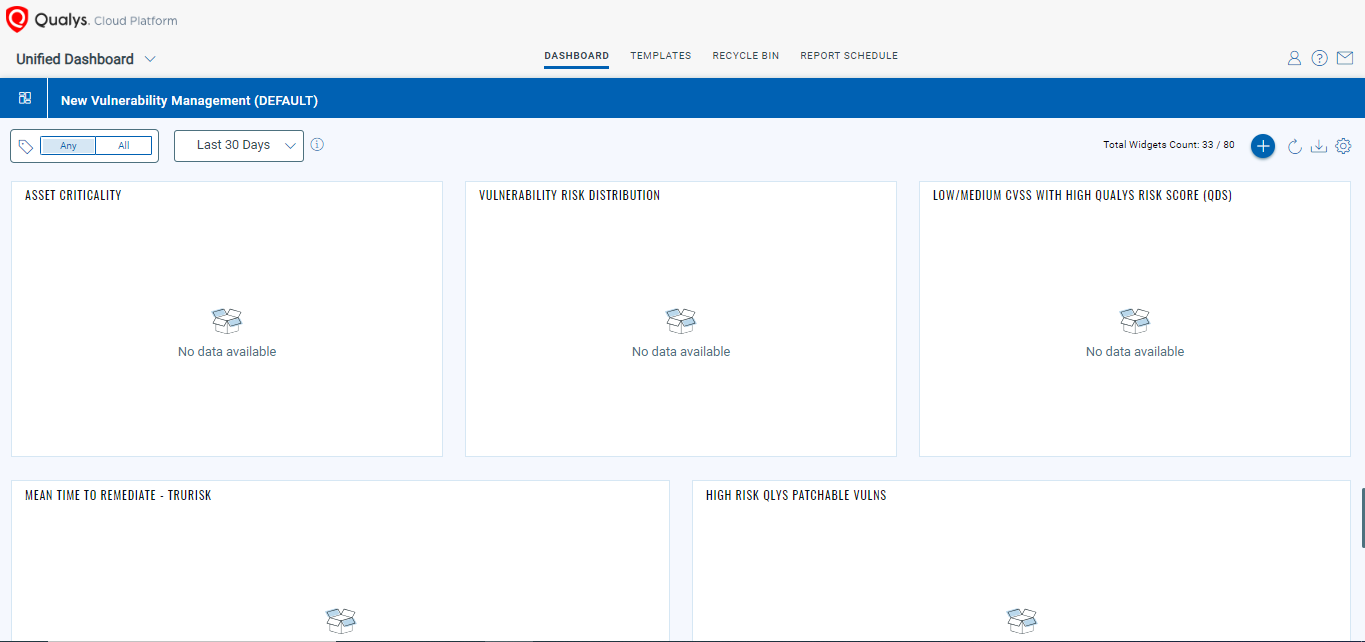 Qualys. Cloud Platform
Unified Dashboard
DASHBOARD TEMPLATES RECYCLE BIN REPORT SCHEDULE
New Vulnerability Management (DEFAULT)
Any All Last 30 Days Total Widgets Count: 33 / 80
ASSET CRITICALITY
No data available
VULNERABILITY RISK DISTRIBUTION
No data available
LOW/MEDIUM CVSS WITH HIGH QUALYS RISK SCORE (QDS)
No data available
MEAN TIME TO REMEDIATE - TRURISK
HIGH RISK QLYS PATCHABLE VULNS